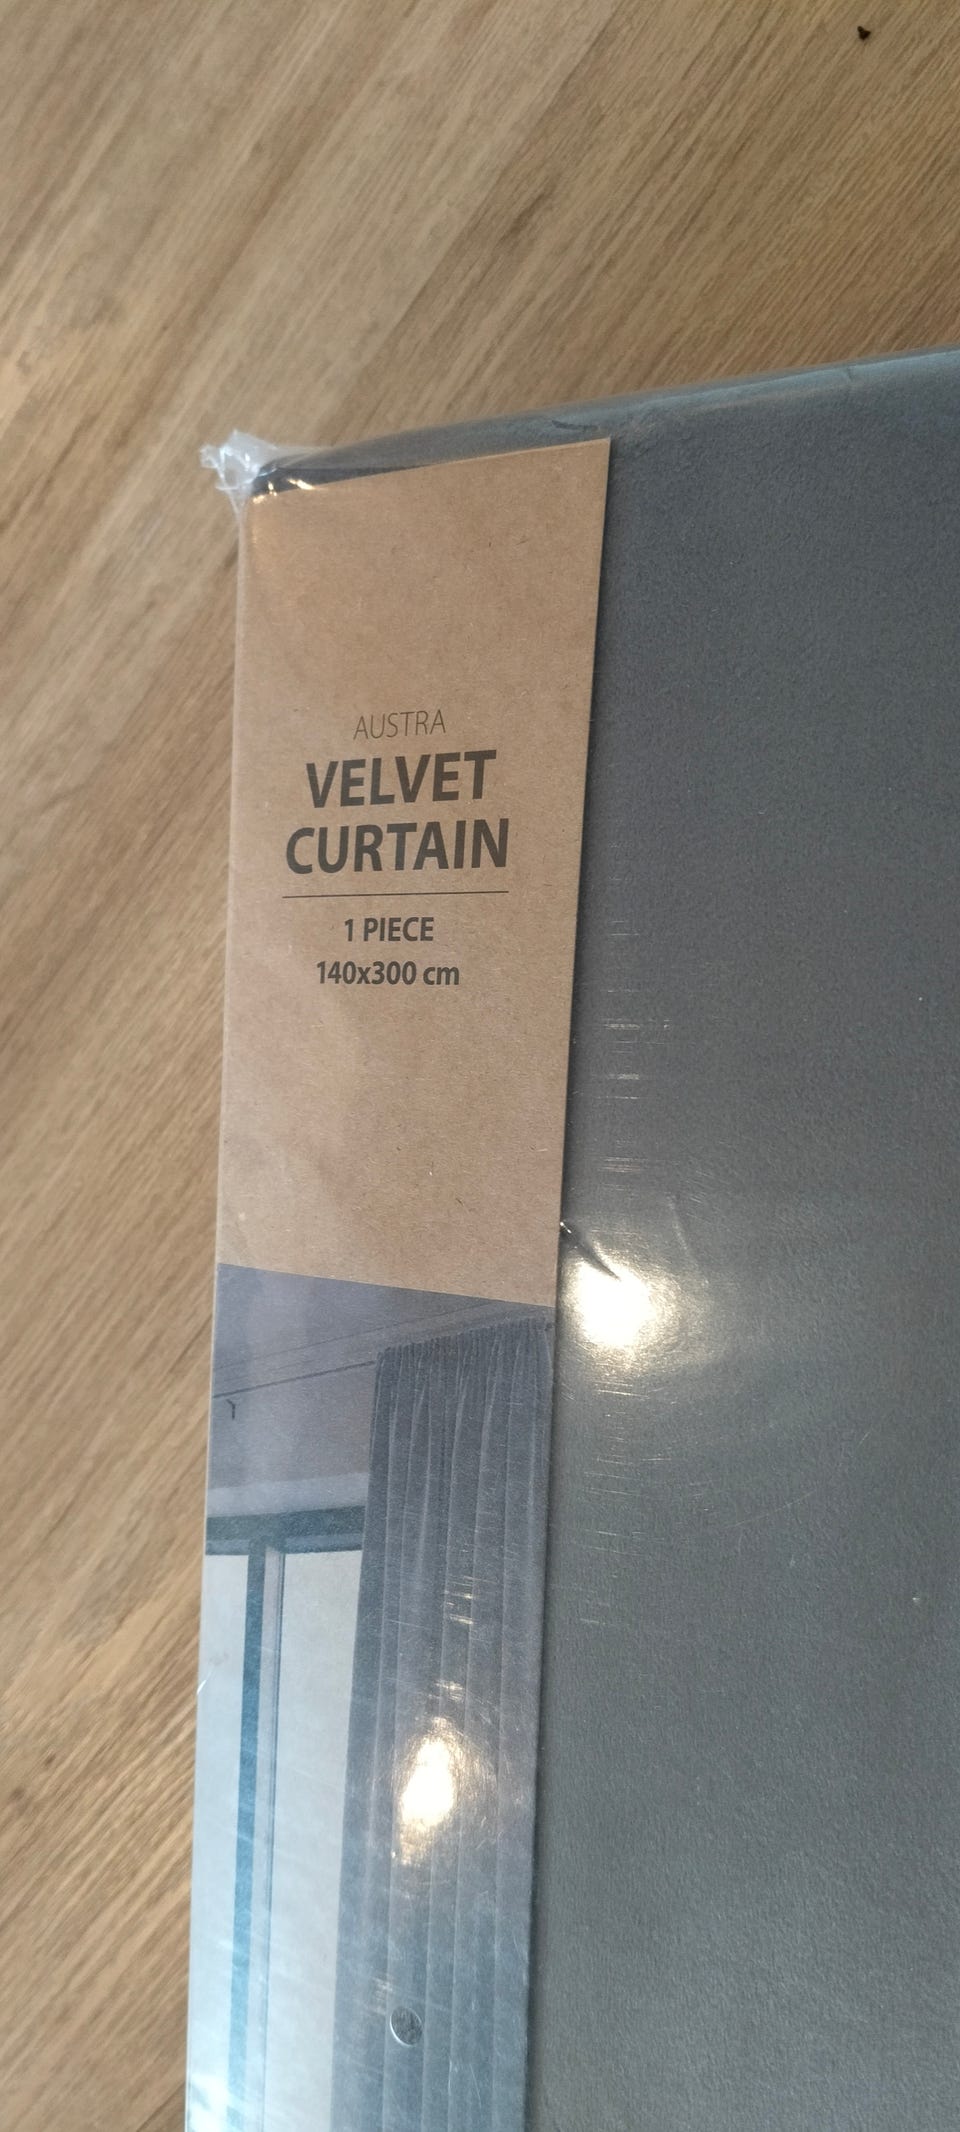 AUSTRA
VELVET
CURTAIN
1 PIECE
140x300 cm